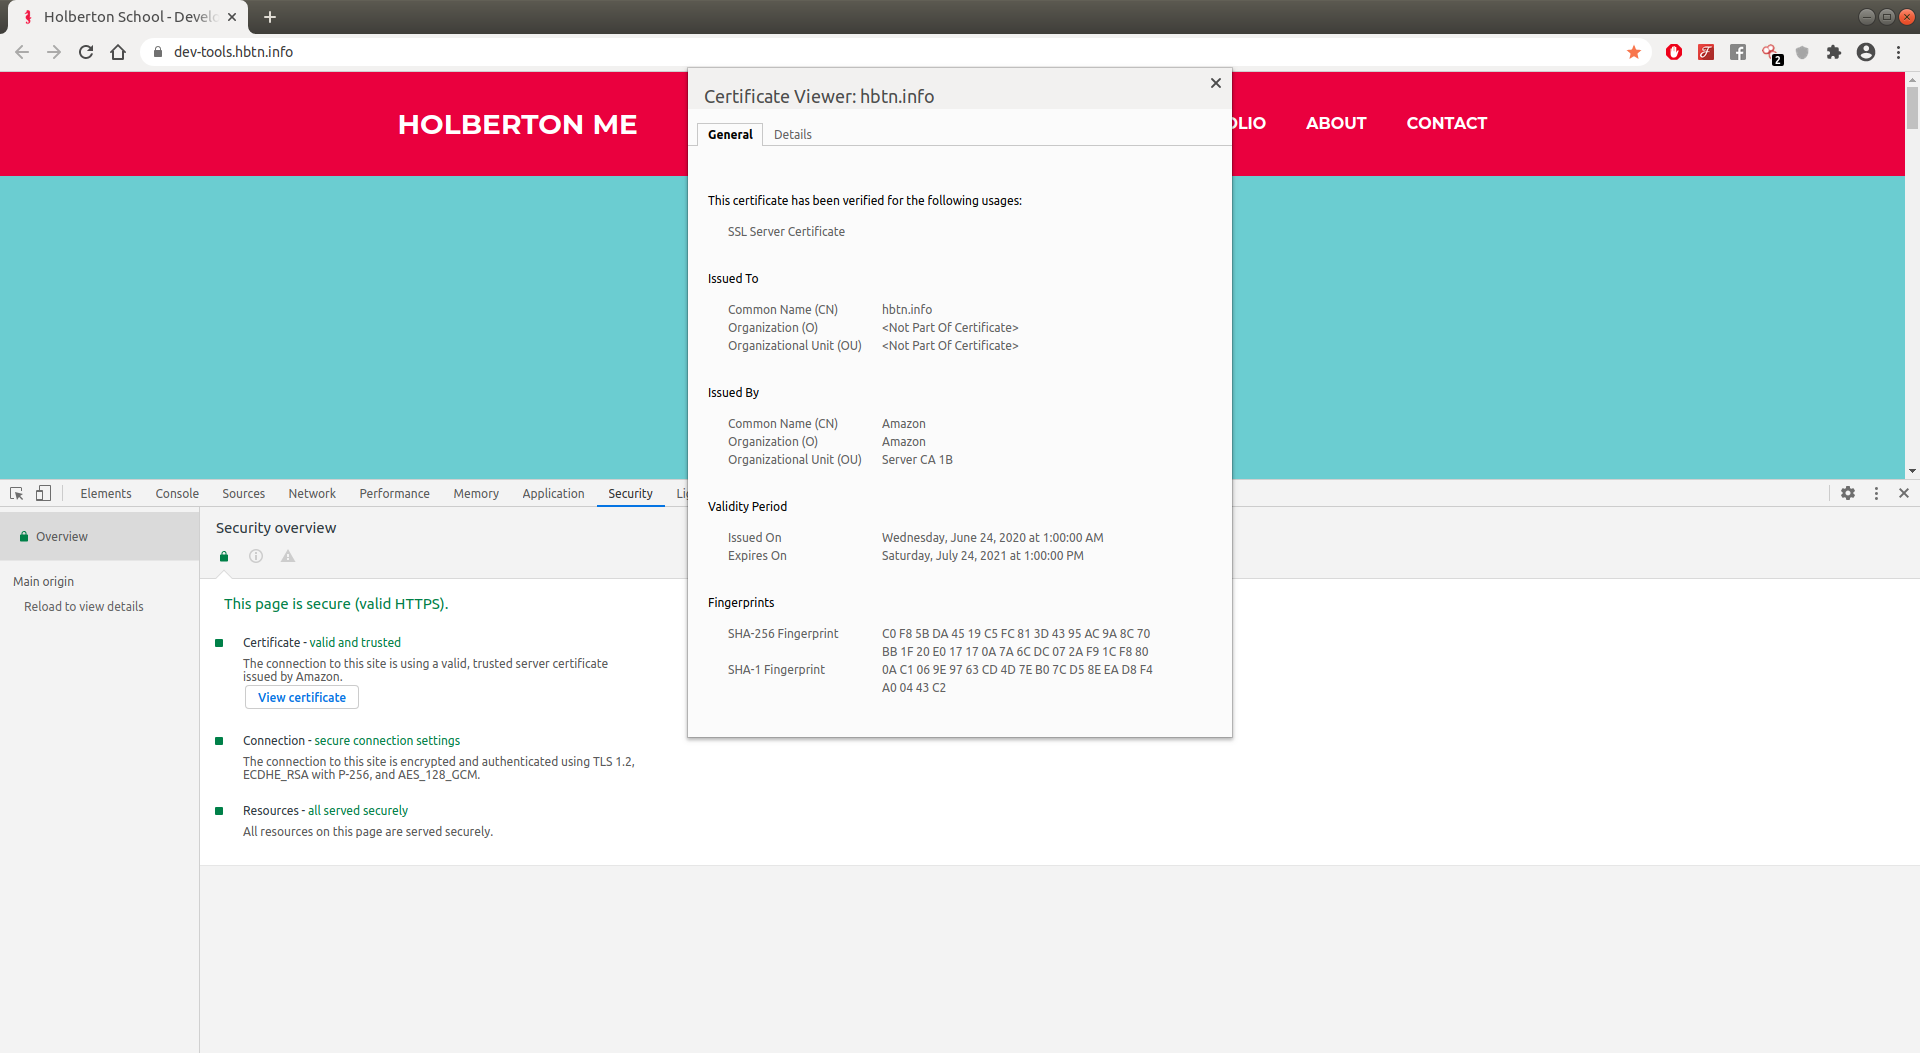 Holberton School - Develo
dev-tools.hbtn.info
2
HOLBERTON ME
OLIO ABOUT CONTACT
Certificate Viewer: hbtn.info
General Details
This certificate has been verified for the following usages:
SSL Server Certificate
Issued To
Common Name (CN) hbtn.info
Organization (O) <Not Part Of Certificate>
Organizational Unit (OU) <Not Part Of Certificate>
Issued By
Common Name (CN) Amazon
Organization (O) Amazon
Organizational Unit (OU) Server CA 1B
Validity Period
Issued On Wednesday, June 24, 2020 at 1:00:00 AM
Expires On Saturday, July 24, 2021 at 1:00:00 PM
Fingerprints
SHA-256 Fingerprint C0 F8 5B DA 45 19 C5 FC 81 3D 43 95 AC 9A 8C 70
BB 1F 20 E0 17 17 0A 7A 6C DC 07 2A F9 1C F8 80
SHA-1 Fingerprint 0A C1 06 9E 97 63 CD 4D 7E B0 7C D5 8E EA D8 F4
A0 04 43 C2
Elements Console Sources Network Performance Memory Application Security Li
Overview
Main origin
Reload to view details
Security overview
This page is secure (valid HTTPS).
Certificate - valid and trusted
The connection to this site is using a valid, trusted server certificate
issued by Amazon.
View certificate
Connection - secure connection settings
The connection to this site is encrypted and authenticated using TLS 1.2,
ECDHE_RSA with P-256, and AES_128_GCM.
Resources - all served securely
All resources on this page are served securely.